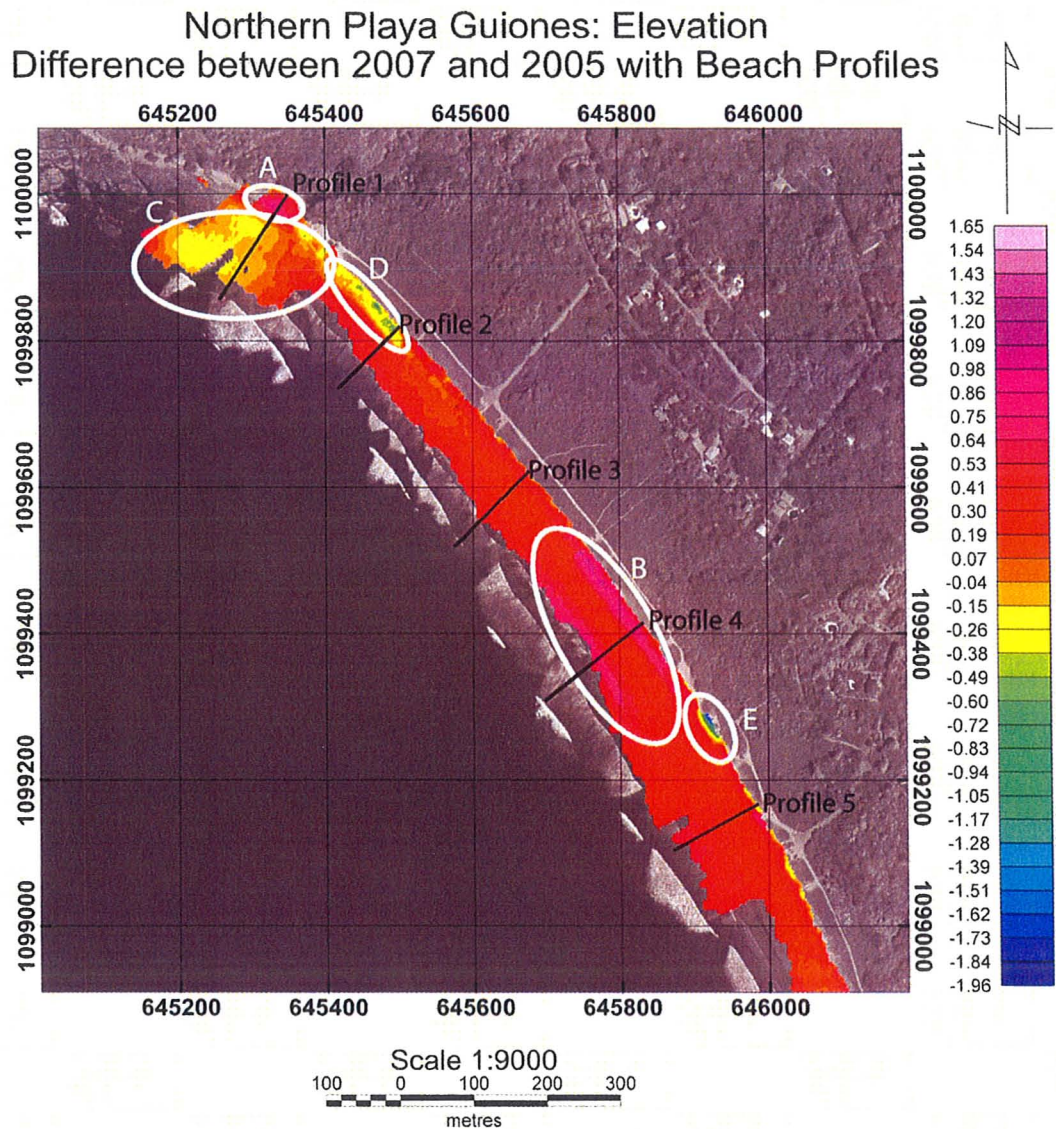 Northern Playa Guiones: Elevation
Difference between 2007 and 2005 with Beach Profiles
645200 645400 645600 645800 646000
1100000 1100000
A Profile 1
C
D
Profile 2
1099800 1099800
Profile 3
1099600 1099600
B
Profile 4
1099400 1099400
E
Profile 5
1099200 1099200
1099000 1099000
645200 645400 645600 645800 646000
N
1.65
1.54
1.43
1.32
1.20
1.09
0.98
0.86
0.75
0.64
0.53
0.41
0.30
0.19
0.07
-0.04
-0.15
-0.26
-0.38
-0.49
-0.60
-0.72
-0.83
-0.94
-1.05
-1.17
-1.28
-1.39
-1.51
-1.62
-1.73
-1.84
-1.96
Scale 1:9000
100 0 100 200 300
metres